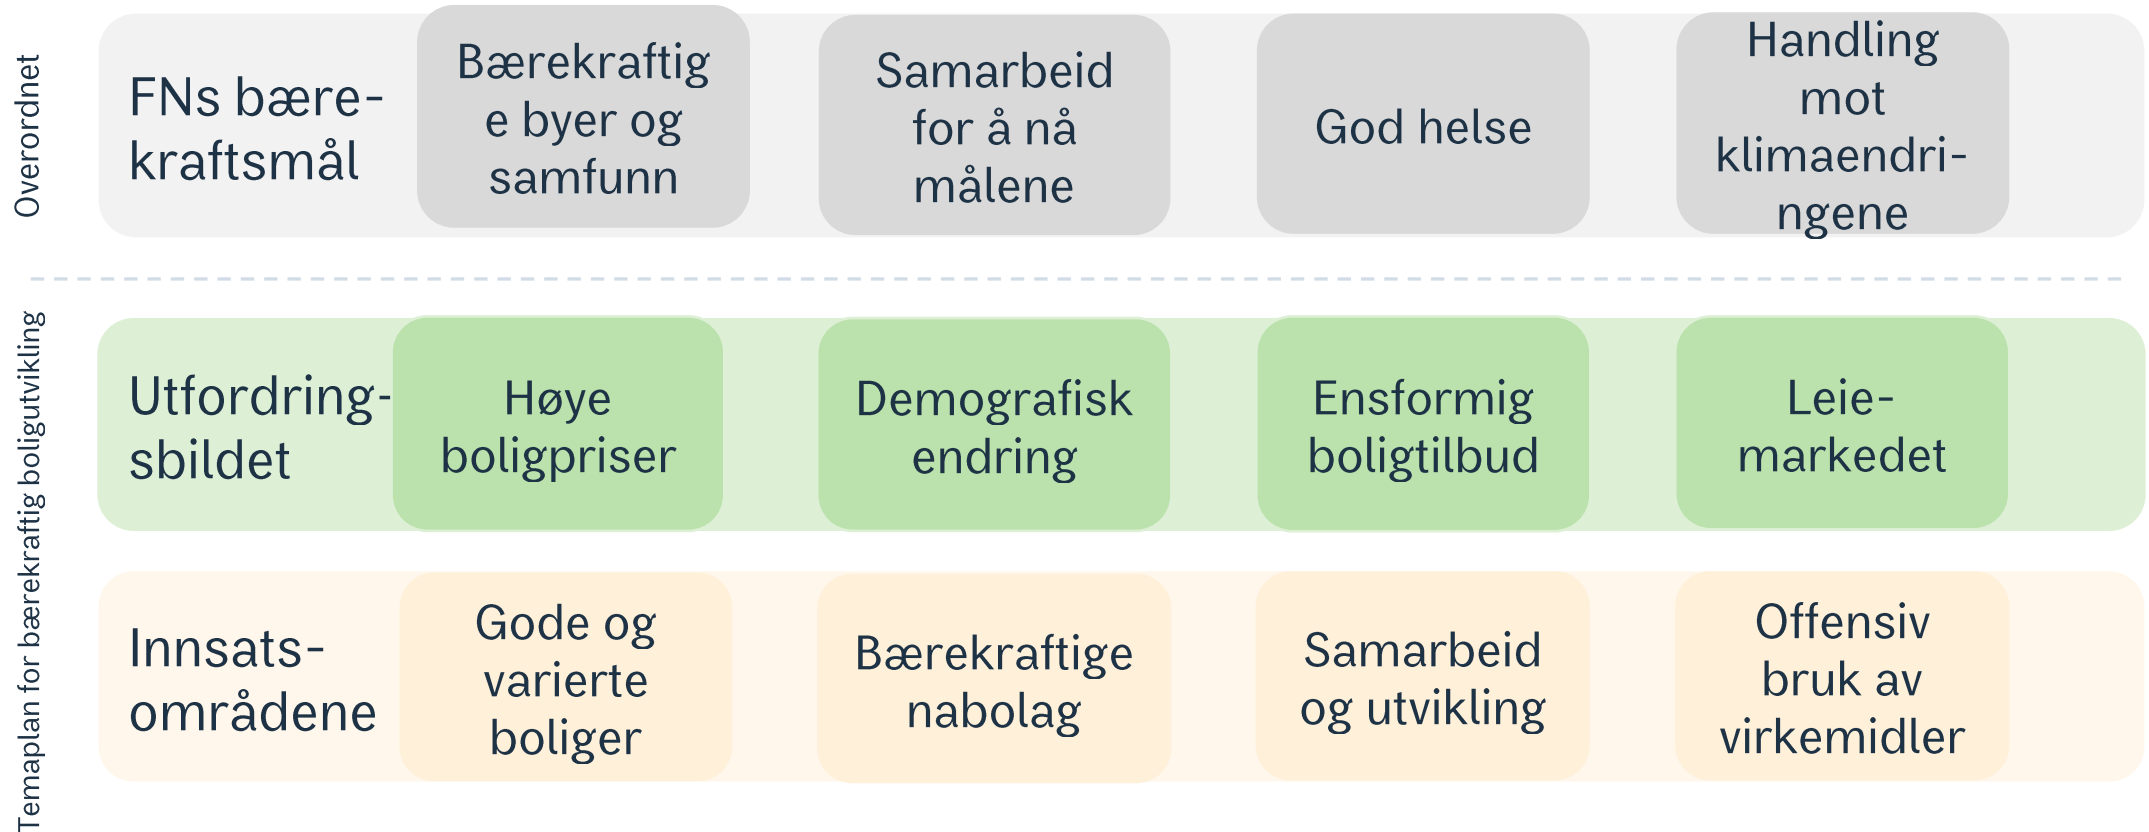 Overordnet
FNs bære-
kraftsmål
Bærekraftig
e byer og
samfunn
Samarbeid
for å nå
målene
God helse
Handling
mot
klimaendri-
ngene
Temaplan for bærekraftig boligutvikling
Utfordring-
sbildet
Høye
boligpriser
Demografisk
endring
Ensformig
boligtilbud
Leie-
markedet
Innsats-
områdene
Gode og
varierte
boliger
Bærekraftige
nabolag
Samarbeid
og utvikling
Offensiv
bruk av
virkemidler